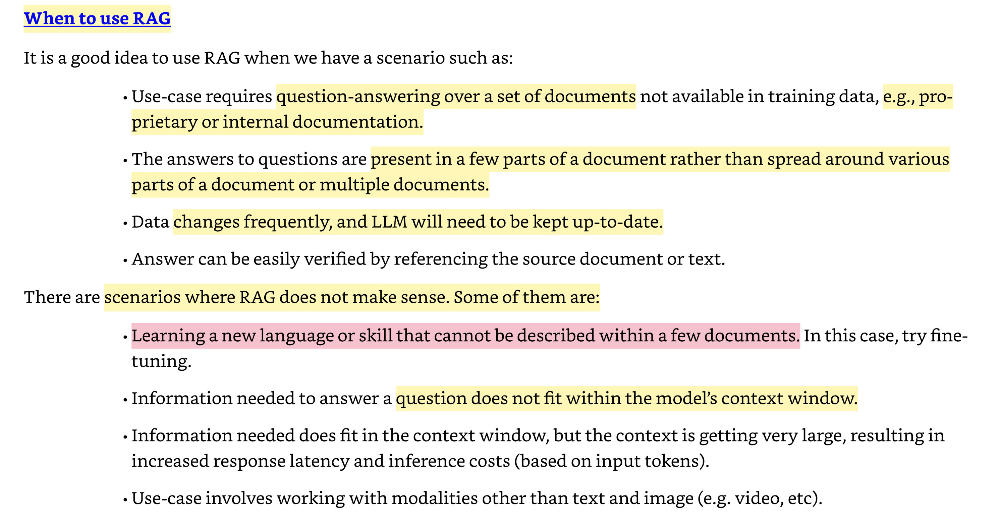 When to use RAG
It is a good idea to use RAG when we have a scenario such as:
• Use-case requires question-answering over a set of documents not available in training data, e.g., pro-
prietary or internal documentation.
• The answers to questions are present in a few parts of a document rather than spread around various
parts of a document or multiple documents.
• Data changes frequently, and LLM will need to be kept up-to-date.
• Answer can be easily verified by referencing the source document or text.
There are scenarios where RAG does not make sense. Some of them are:
• Learning a new language or skill that cannot be described within a few documents. In this case, try fine-
tuning.
• Information needed to answer a question does not fit within the model’s context window.
• Information needed does fit in the context window, but the context is getting very large, resulting in
increased response latency and inference costs (based on input tokens).
• Use-case involves working with modalities other than text and image (e.g. video, etc).